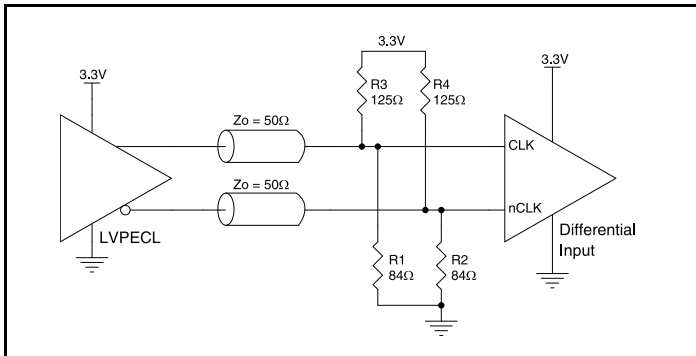 3.3V
3.3V
3.3V
R3
125Ω
R4
125Ω
Zo = 50Ω
CLK
Zo = 50Ω
nCLK
LVPECL
Differential
Input
R1
84Ω
R2
84Ω